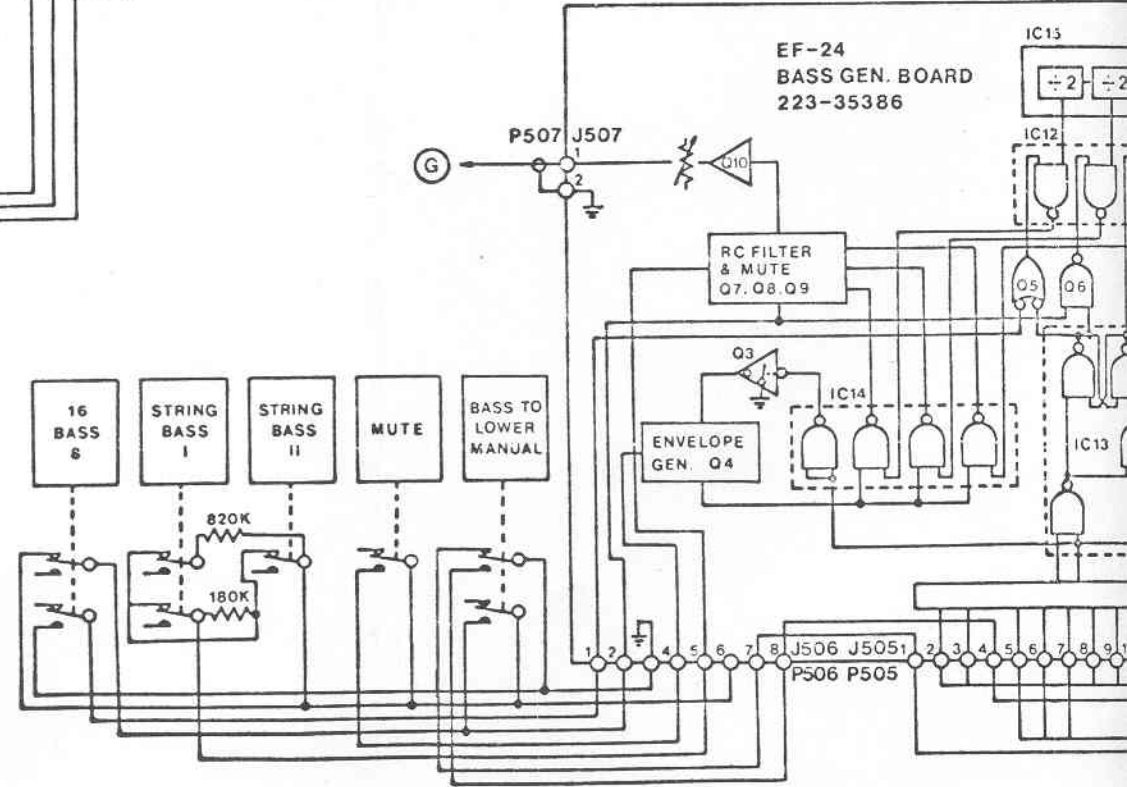 EF-24
BASS GEN. BOARD
223-35386
IC15
÷2 ÷2
IC12
P507 J507
1
2
G
Q10
RC FILTER
& MUTE
Q7. Q8. Q9
Q5 Q6
Q3
IC14
IC13
ENVELOPE
GEN. Q4
16
BASS
8
STRING
BASS
I
STRING
BASS
II
MUTE
BASS TO
LOWER
MANUAL
820K
180K
1 2 4 5 6 7 8 J506 J505 1 2 3 4 5 6 7 8 9 1
P506 P505